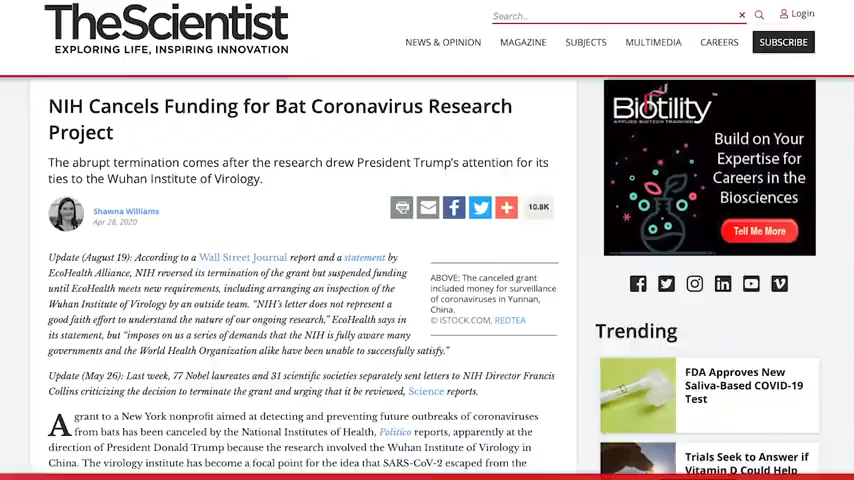 TheScientist
EXPLORING LIFE, INSPIRING INNOVATION
Search..
×
Login
NEWS & OPINION
MAGAZINE
SUBJECTS
MULTIMEDIA
CAREERS
SUBSCRIBE
NIH Cancels Funding for Bat Coronavirus Research
Project
The abrupt termination comes after the research drew President Trump's attention for its
ties to the Wuhan Institute of Virology.
Shawna Williams
Apr 28, 2020
10.8K
Update (August 19): According to a Wall Street Journal report and a statement by
EcoHealth Alliance, NIH reversed its termination of the grant but suspended funding
until EcoHealth meets new requirements, including arranging an inspection of the
Wuhan Institute of Virology by an outside team. “NIH’s letter does not represent a
good faith effort to understand the nature of our ongoing research,” EcoHealth says in
its statement, but “imposes on us a series of demands that the NIH is fully aware many
governments and the World Health Organization alike have been unable to successfully satisfy.”
ABOVE: The canceled grant
included money for surveillance
of coronaviruses in Yunnan,
China.
© ISTOCK.COM, REDTEA
Update (May 26): Last week, 77 Nobel laureates and 31 scientific societies separately sent letters to NIH Director Francis
Collins criticizing the decision to terminate the grant and urging that it be reviewed, Science reports.
A grant to a New York nonprofit aimed at detecting and preventing future outbreaks of coronaviruses
from bats has been canceled by the National Institutes of Health, Politico reports, apparently at the
direction of President Donald Trump because the research involved the Wuhan Institute of Virology in
China. The virology institute has become a focal point for the idea that SARS-CoV-2 escaped from the
Biotility™
APPLIED BIOTECH TRAINING
Build on Your
Expertise for
Careers in the
Biosciences
Tell Me More
Trending
FDA Approves New
Saliva-Based COVID-19
Test
Trials Seek to Answer if
Vitamin D Could Help